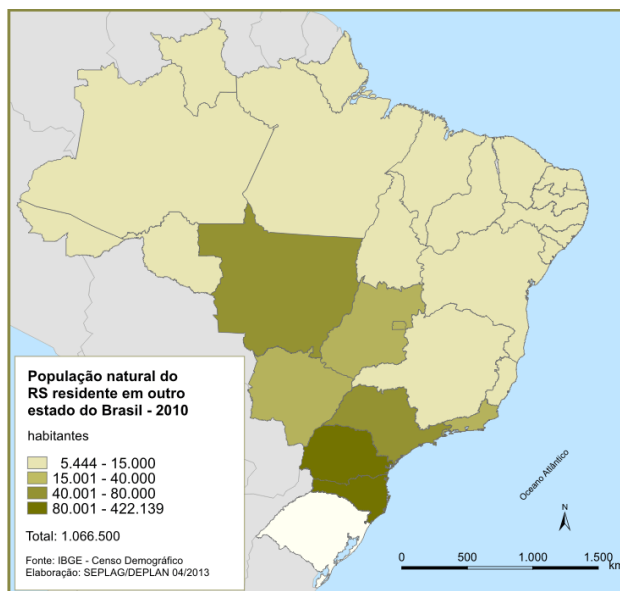 População natural do
RS residente em outro
estado do Brasil - 2010
habitantes
5.444 - 15.000
15.001 - 40.000
40.001 - 80.000
80.001 - 422.139
Total: 1.066.500
Fonte: IBGE - Censo Demográfico
Elaboração: SEPLAG/DEPLAN 04/2013
Oceano Atlântico
N
0 500 1.000 1.500
km